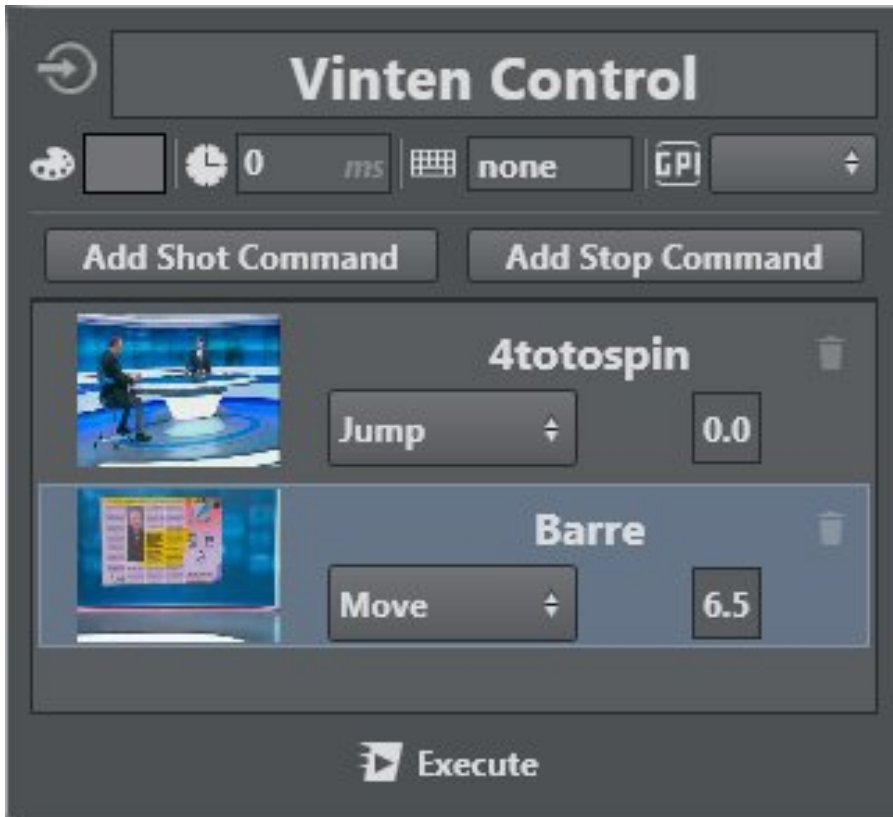 Vinten Control
0 ms none GPI
Add Shot Command Add Stop Command
4totospin
Jump 0.0
Barre
Move 6.5
Execute